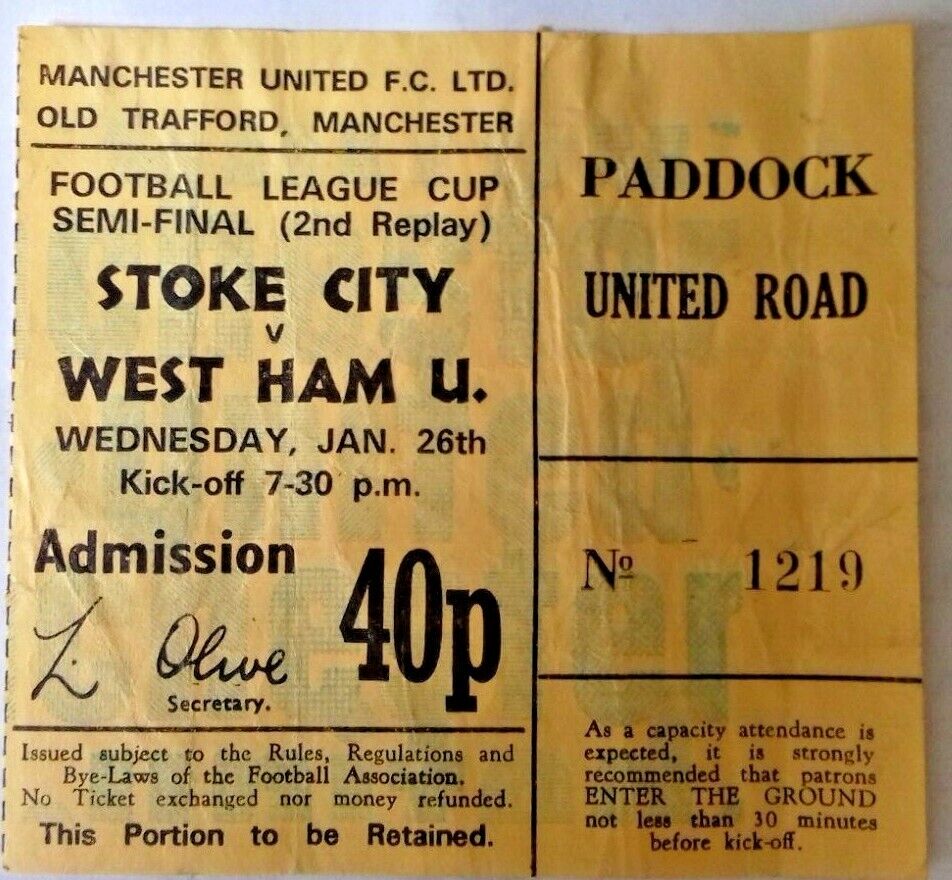 MANCHESTER UNITED F.C. LTD.
OLD TRAFFORD, MANCHESTER
FOOTBALL LEAGUE CUP
SEMI-FINAL (2nd Replay)
STOKE CITY
v
WEST HAM U.
WEDNESDAY, JAN. 26th
Kick-off 7-30 p.m.
Admission 40p
L. Olive
Secretary.
Issued subject to the Rules, Regulations and
Bye-Laws of the Football Association.
No Ticket exchanged nor money refunded.
This Portion to be Retained.
PADDOCK
UNITED ROAD
Nº 1219
As a capacity attendance is
expected, it is strongly
recommended that patrons
ENTER THE GROUND
not less than 30 minutes
before kick-off.